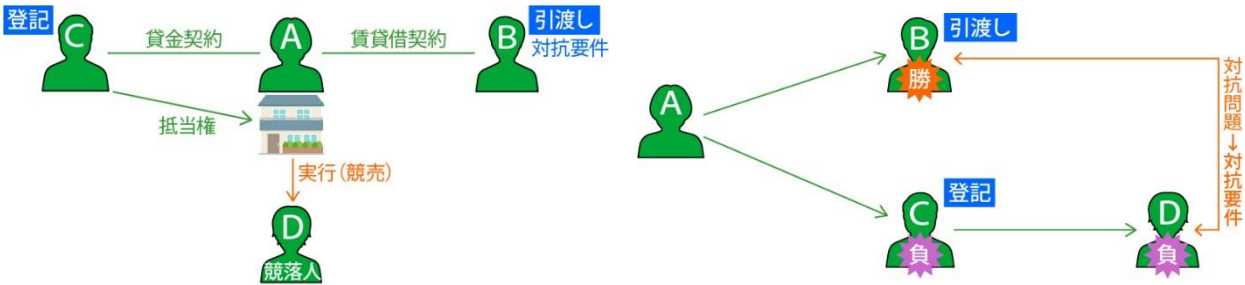 登記
C
貸金契約
A
賃貸借契約
B
引渡し
対抗要件
抵当権
実行(競売)
D
競落人
A
B
引渡し
勝
C
登記
負
D
負
対抗問題→対抗要件